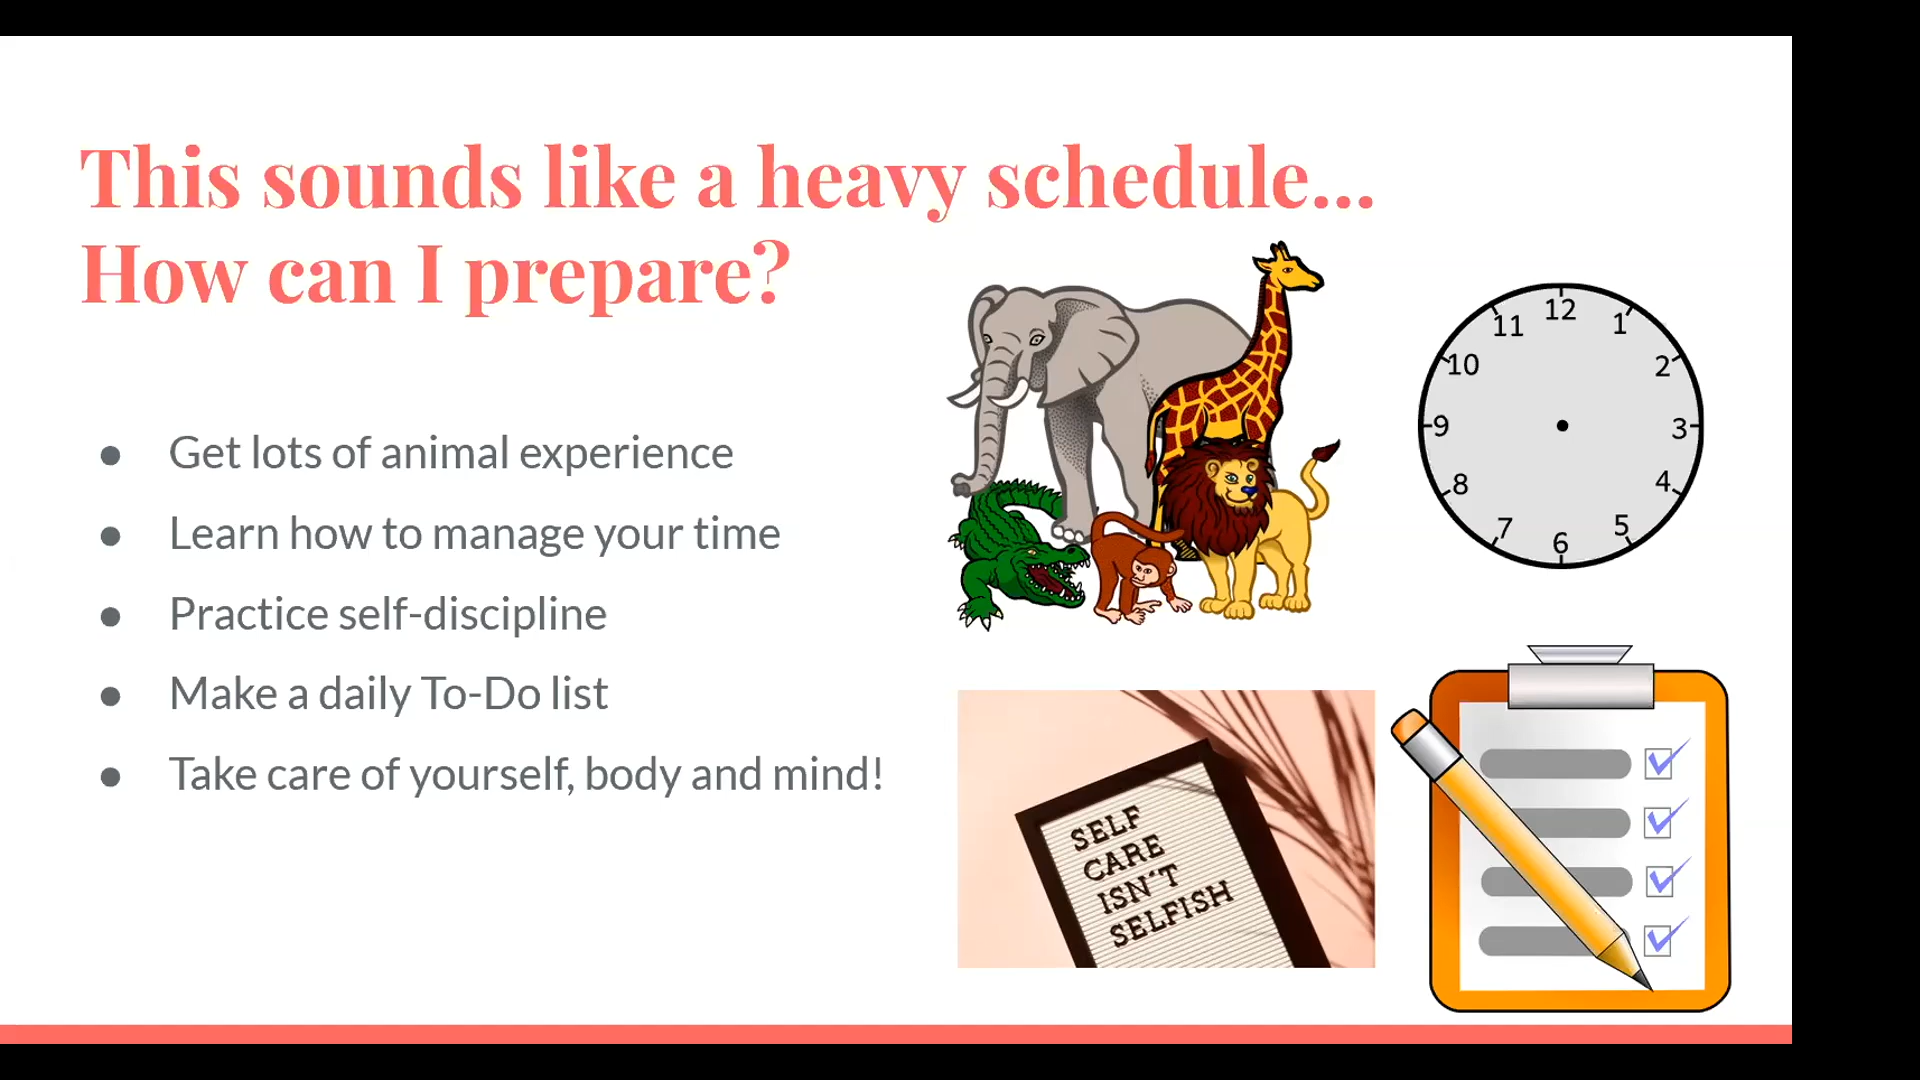 This sounds like a heavy schedule...
How can I prepare?
● Get lots of animal experience
● Learn how to manage your time
● Practice self-discipline
● Make a daily To-Do list
● Take care of yourself, body and mind!
12
1
2
3
4
5
6
7
8
9
10
11
SELF
CARE
ISN'T
SELFISH